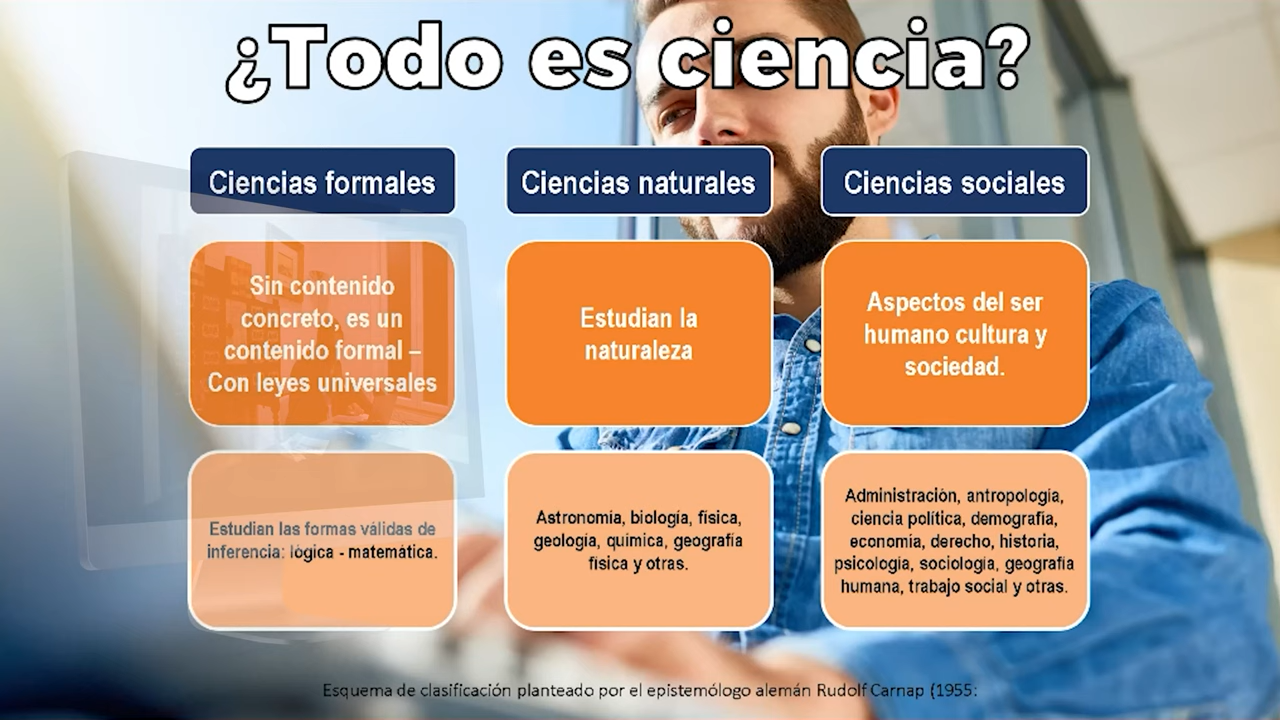 ¿Todo es ciencia?
Ciencias formales
Ciencias naturales
Ciencias sociales
Sin contenido
concreto, es un
contenido formal –
Con leyes universales
Estudian la
naturaleza
Aspectos del ser
humano cultura y
sociedad.
Estudian las formas válidas de
inferencia: lógica - matemática.
Astronomía, biología, física,
geología, química, geografía
física y otras.
Administración, antropología,
ciencia política, demografía,
economía, derecho, historia,
psicología, sociología, geografía
humana, trabajo social y otras.
Esquema de clasificación planteado por el epistemólogo alemán Rudolf Carnap (1955: